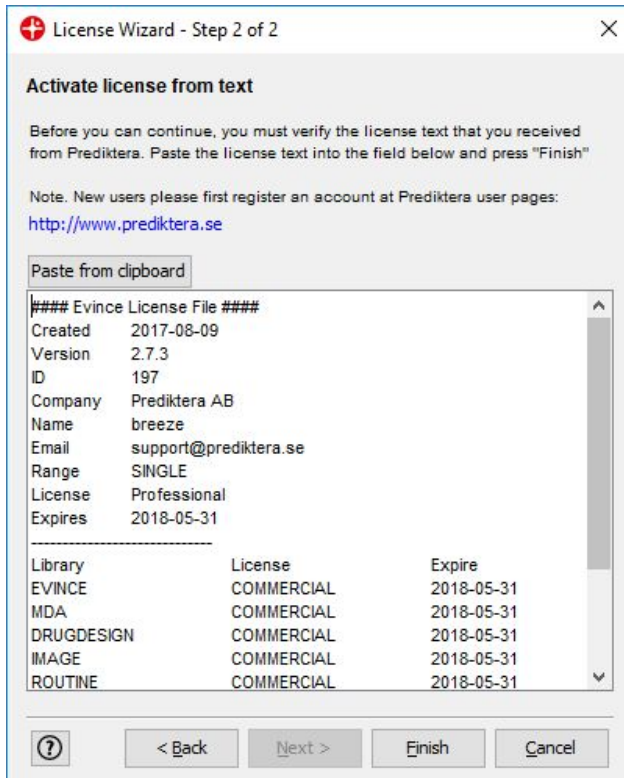 License Wizard - Step 2 of 2
Activate license from text
Before you can continue, you must verify the license text that you received
from Prediktera. Paste the license text into the field below and press "Finish"
Note. New users please first register an account at Prediktera user pages:
http://www.prediktera.se
Paste from clipboard
#### Evince License File ####
Created 2017-08-09
Version 2.7.3
ID 197
Company Prediktera AB
Name breeze
Email support@prediktera.se
Range SINGLE
License Professional
Expires 2018-05-31
-----------------------------
Library License Expire
EVINCE COMMERCIAL 2018-05-31
MDA COMMERCIAL 2018-05-31
DRUGDESIGN COMMERCIAL 2018-05-31
IMAGE COMMERCIAL 2018-05-31
ROUTINE COMMERCIAL 2018-05-31
? < Back Next > Finish Cancel